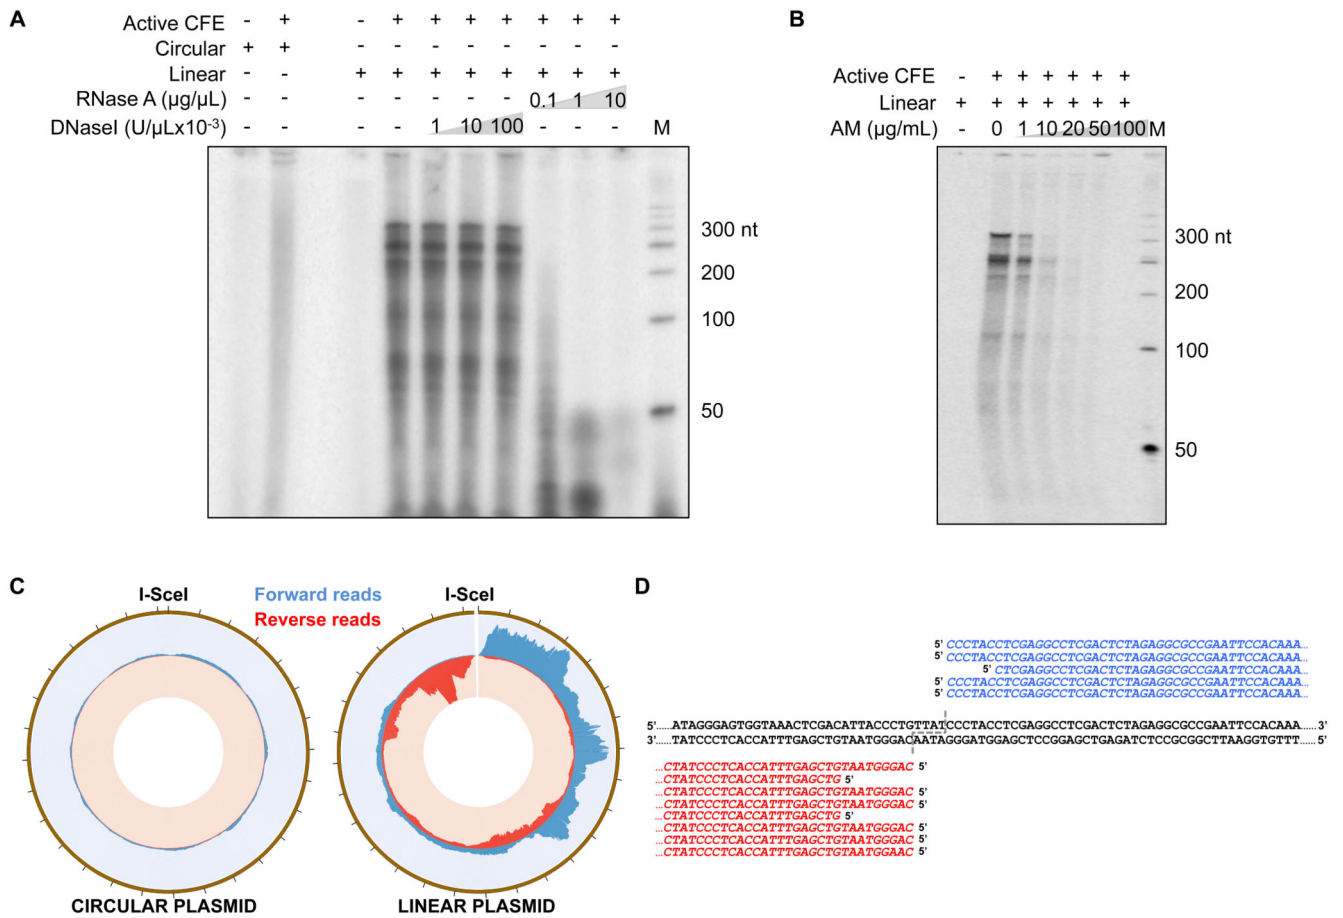 A
Active CFE - + - + + + + + + +
Circular + + - - - - - - - -
Linear - - + + + + + + + +
RNase A (µg/µL) - - - - - - - 0.1 1 10
DNaseI (U/µLx10-3) - - - - 1 10 100 - - - M
300 nt
200
100
50
B
Active CFE - + + + + + +
Linear + + + + + + +
AM (µg/mL) - 0 1 10 20 50 100 M
300 nt
200
100
50
C
I-SceI
Forward reads
Reverse reads
I-SceI
CIRCULAR PLASMID
LINEAR PLASMID
D
5' CCCTACCTCGAGGCCTCGACTCTAGAGGCGCCGAATTCCACAAA...
5' CCCTACCTCGAGGCCTCGACTCTAGAGGCGCCGAATTCCACAAA...
5' CTCGAGGCCTCGACTCTAGAGGCGCCGAATTCCACAAA...
5' CCCTACCTCGAGGCCTCGACTCTAGAGGCGCCGAATTCCACAAA...
5' CCCTACCTCGAGGCCTCGACTCTAGAGGCGCCGAATTCCACAAA...
5'......ATAGGGAGTGGTAAACTCGACATTACCCTGTTATCCCTACCTCGAGGCCTCGACTCTAGAGGCGCCGAATTCCACAAA......3'
3'......TATCCCTCACCATTTGAGCTGTAATGGGACAATAGGGATGGAGCTCCGGAGCTGAGATCTCCGCGGCTTAAGGTGTTT......5'
...CTATCCCTCACCATTTGAGCTGTAATGGGAC 5'
...CTATCCCTCACCATTTGAGCTG 5'
...CTATCCCTCACCATTTGAGCTGTAATGGGAC 5'
...CTATCCCTCACCATTTGAGCTGTAATGGGAC 5'
...CTATCCCTCACCATTTGAGCTG 5'
...CTATCCCTCACCATTTGAGCTGTAATGGGAC 5'
...CTATCCCTCACCATTTGAGCTGTAATGGGAC 5'
...CTATCCCTCACCATTTGAGCTGTAATGGAAC 5'